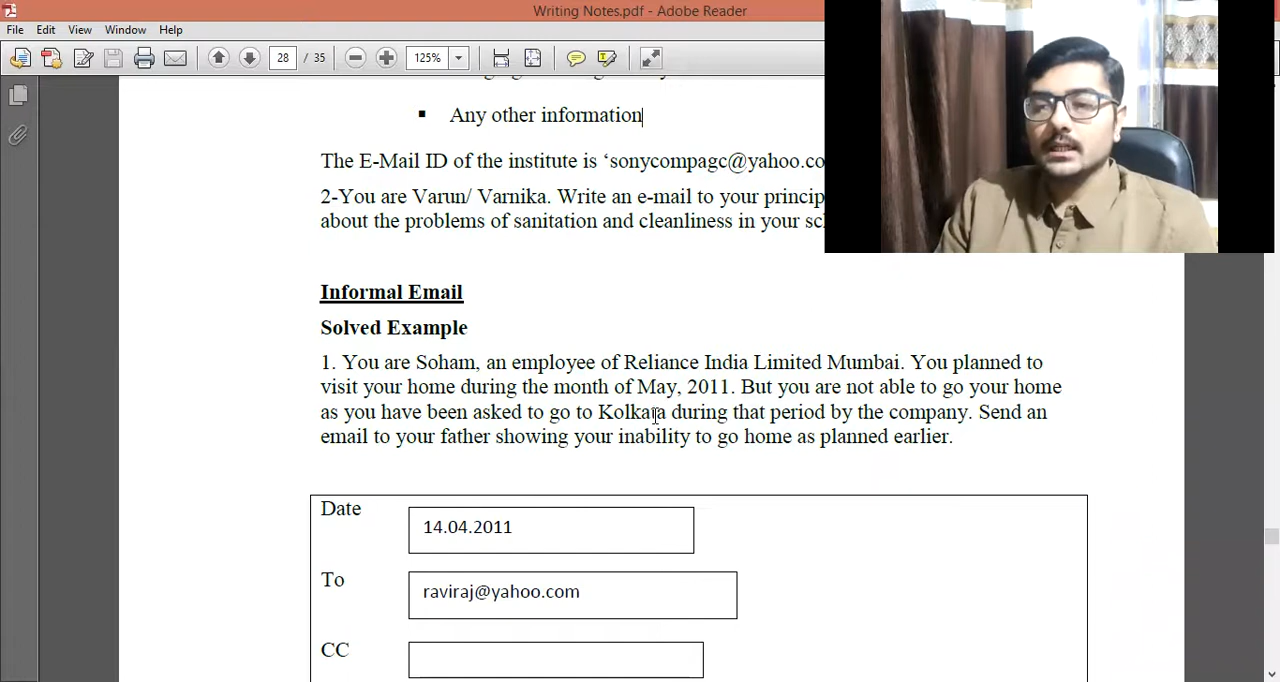 Writing Notes.pdf - Adobe Reader
File Edit View Window Help
28 / 35 125%
▪ Any other information
The E-Mail ID of the institute is ‘sonycompagc@yahoo.co
2-You are Varun/ Varnika. Write an e-mail to your princip
about the problems of sanitation and cleanliness in your sc
Informal Email
Solved Example
1. You are Soham, an employee of Reliance India Limited Mumbai. You planned to
visit your home during the month of May, 2011. But you are not able to go your home
as you have been asked to go to Kolkata during that period by the company. Send an
email to your father showing your inability to go home as planned earlier.
Date
14.04.2011
To
raviraj@yahoo.com
CC